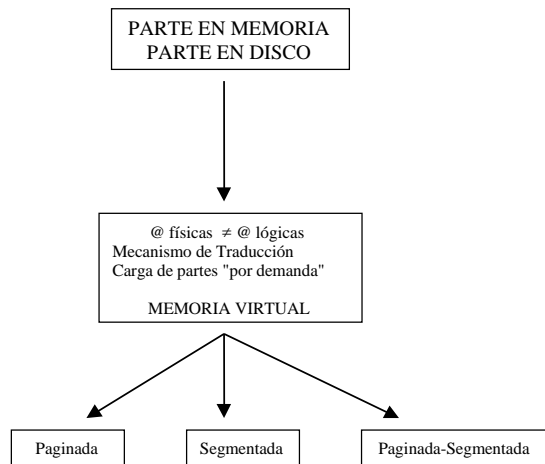 PARTE EN MEMORIA
PARTE EN DISCO
@ físicas ≠ @ lógicas
Mecanismo de Traducción
Carga de partes "por demanda"
MEMORIA VIRTUAL
Paginada
Segmentada
Paginada-Segmentada